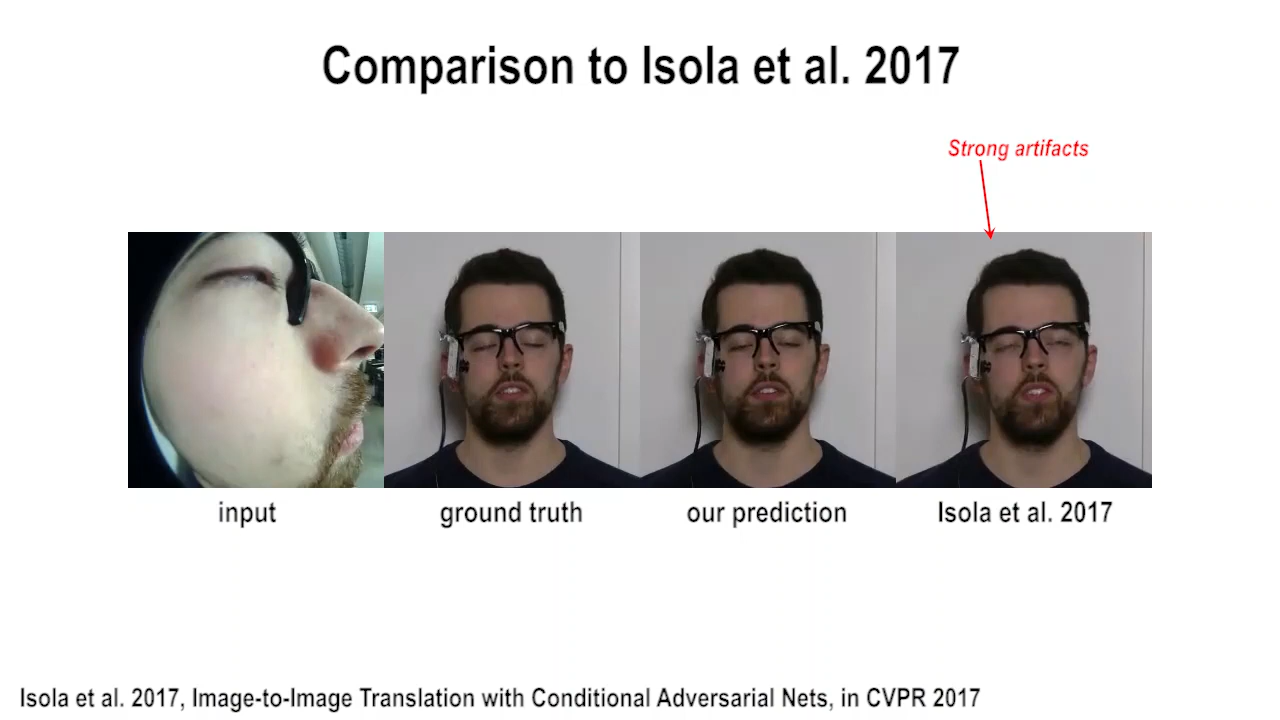 Comparison to Isola et al. 2017
Strong artifacts
input
ground truth
our prediction
Isola et al. 2017
Isola et al. 2017, Image-to-Image Translation with Conditional Adversarial Nets, in CVPR 2017